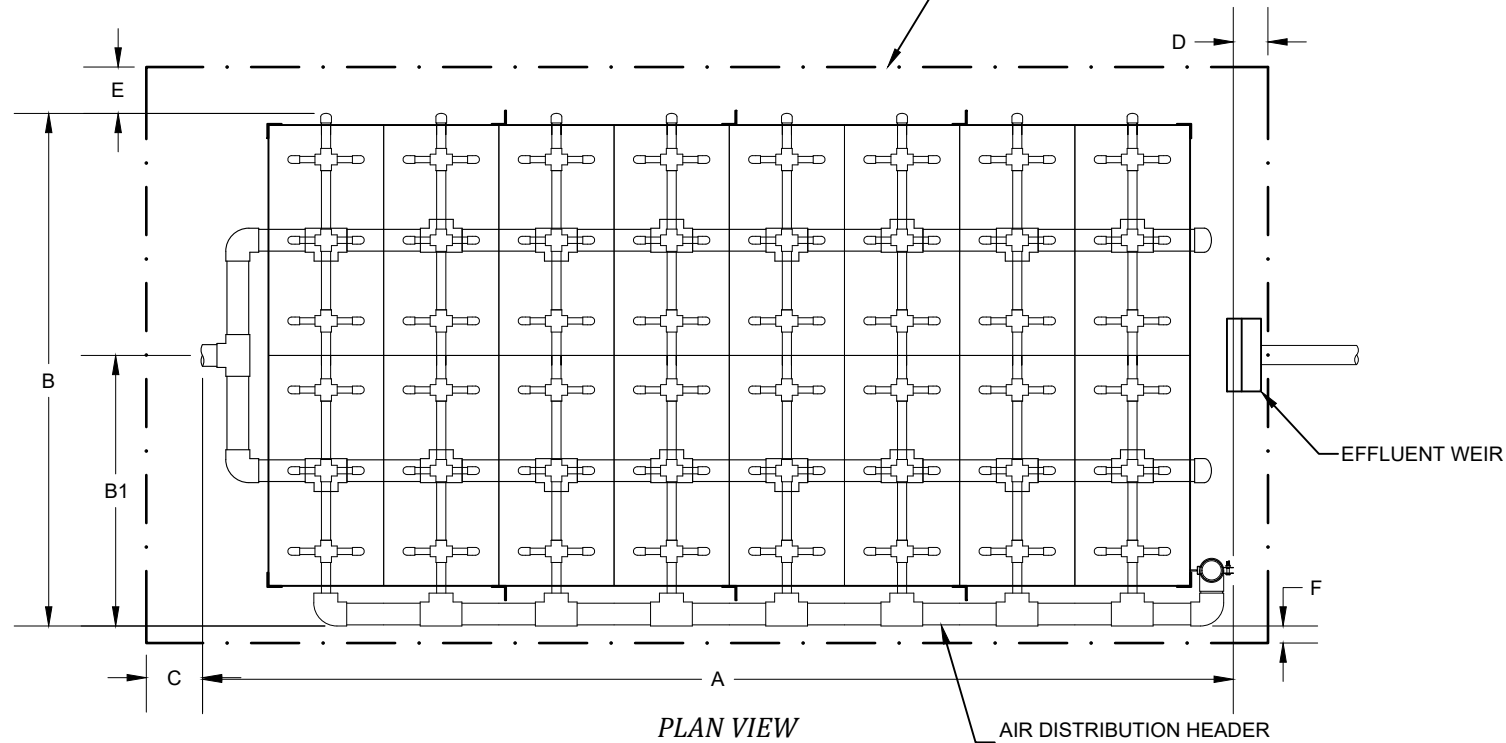 D
E
B
EFFLUENT WEIR
B1
F
C
A
PLAN VIEW
AIR DISTRIBUTION HEADER